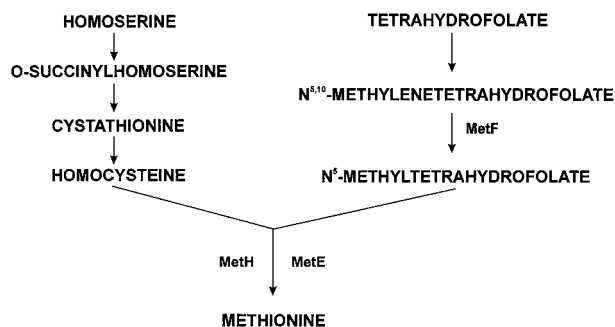 HOMOSERINE
O-SUCCINYLHOMOSERINE
CYSTATHIONINE
HOMOCYSTEINE
TETRAHYDROFOLATE
N⁵,¹⁰-METHYLENETETRAHYDROFOLATE
MetF
N⁵-METHYLTETRAHYDROFOLATE
MetH MetE
METHIONINE